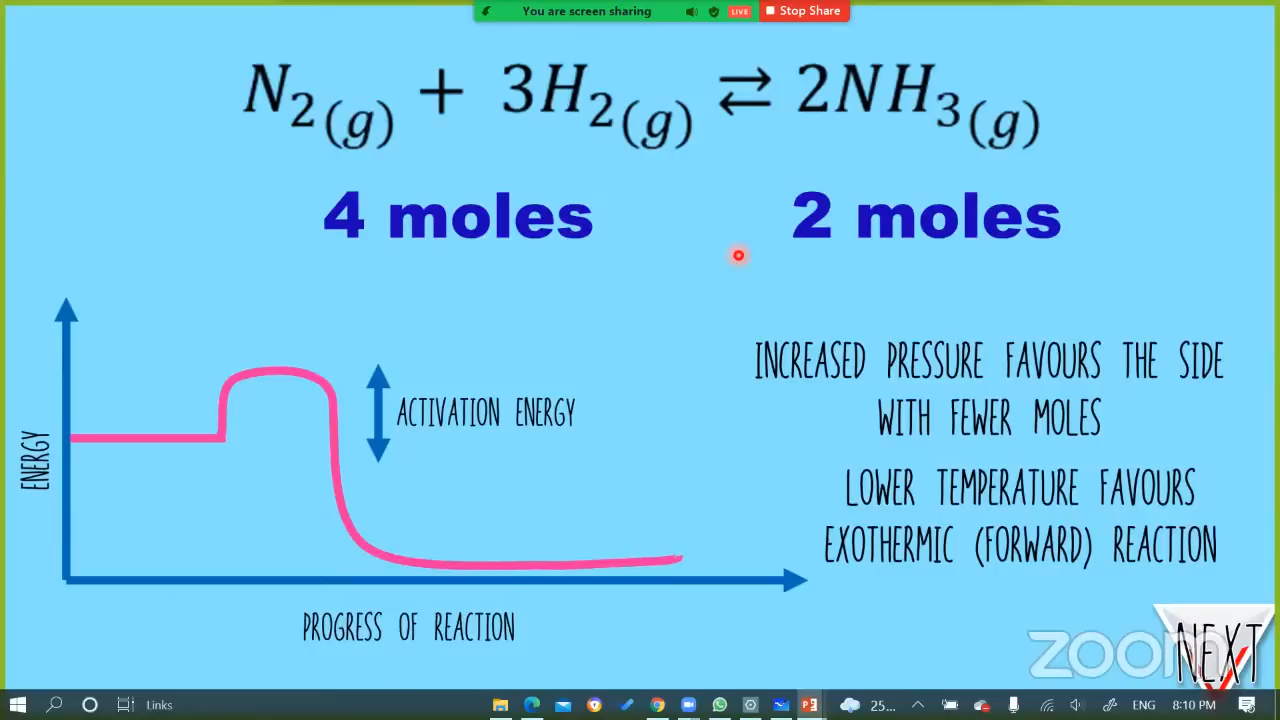 You are screen sharing LIVE Stop Share
N2(g) + 3H2(g) ⇄ 2NH3(g)
4 moles 2 moles
INCREASED PRESSURE FAVOURS THE SIDE
WITH FEWER MOLES
ACTIVATION ENERGY
ENERGY
LOWER TEMPERATURE FAVOURS
EXOTHERMIC (FORWARD) REACTION
PROGRESS OF REACTION
zoom
NEXT
Links 25... ENG 8:10 PM